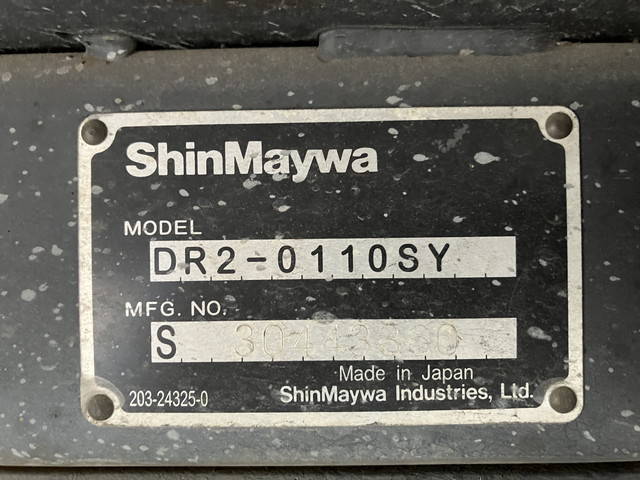 ShinMaywa
MODEL
DR2-0110SY
MFG. NO.
S
Made in Japan
203-24325-0 ShinMaywa Industries, Ltd.